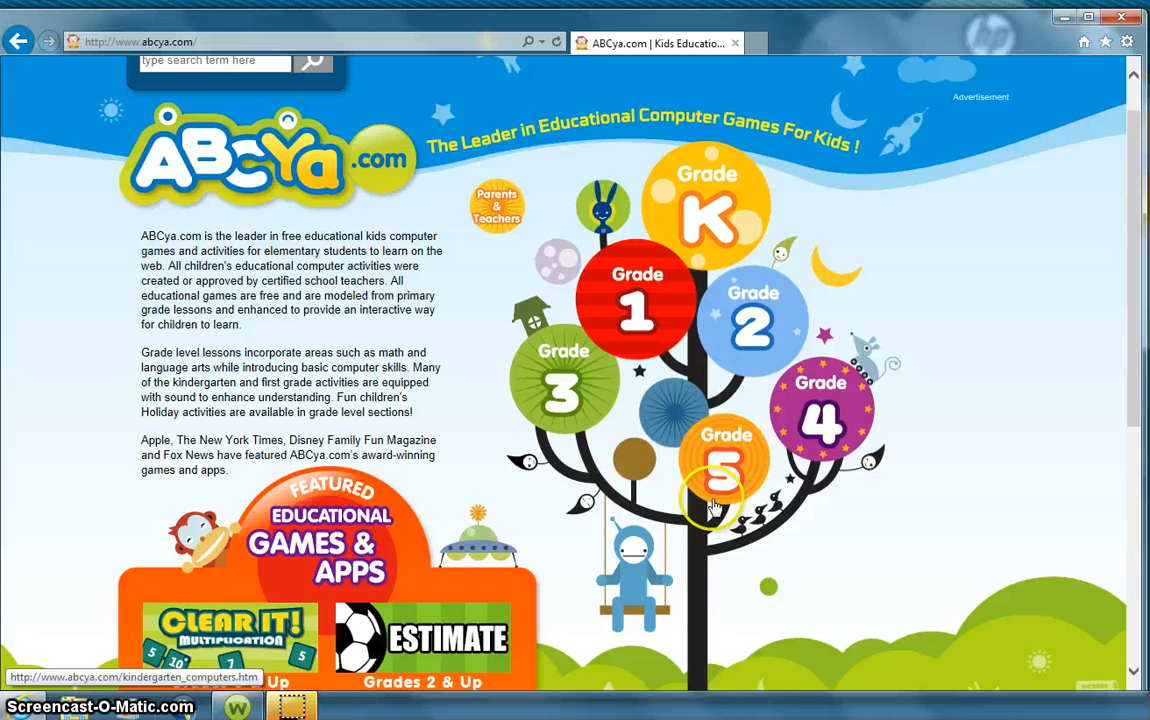 http://www.abcya.com/
ABCya.com | Kids Educatio...
type search term here
Advertisement
ABCYa.com
The Leader in Educational Computer Games For Kids !
Parents
&
Teachers
Grade
K
Grade
1
Grade
2
Grade
3
Grade
4
Grade
5
ABCya.com is the leader in free educational kids computer
games and activities for elementary students to learn on the
web. All children's educational computer activities were
created or approved by certified school teachers. All
educational games are free and are modeled from primary
grade lessons and enhanced to provide an interactive way
for children to learn.
Grade level lessons incorporate areas such as math and
language arts while introducing basic computer skills. Many
of the kindergarten and first grade activities are equipped
with sound to enhance understanding. Fun children's
Holiday activities are available in grade level sections!
Apple, The New York Times, Disney Family Fun Magazine
and Fox News have featured ABCya.com's award-winning
games and apps.
FEATURED
EDUCATIONAL
GAMES &
APPS
CLEAR IT!
MULTIPLICATION
5 10 7 5
ESTIMATE
Up
Grades 2 & Up
http://www.abcya.com/kindergarten_computers.htm
Screencast-O-Matic.com
W